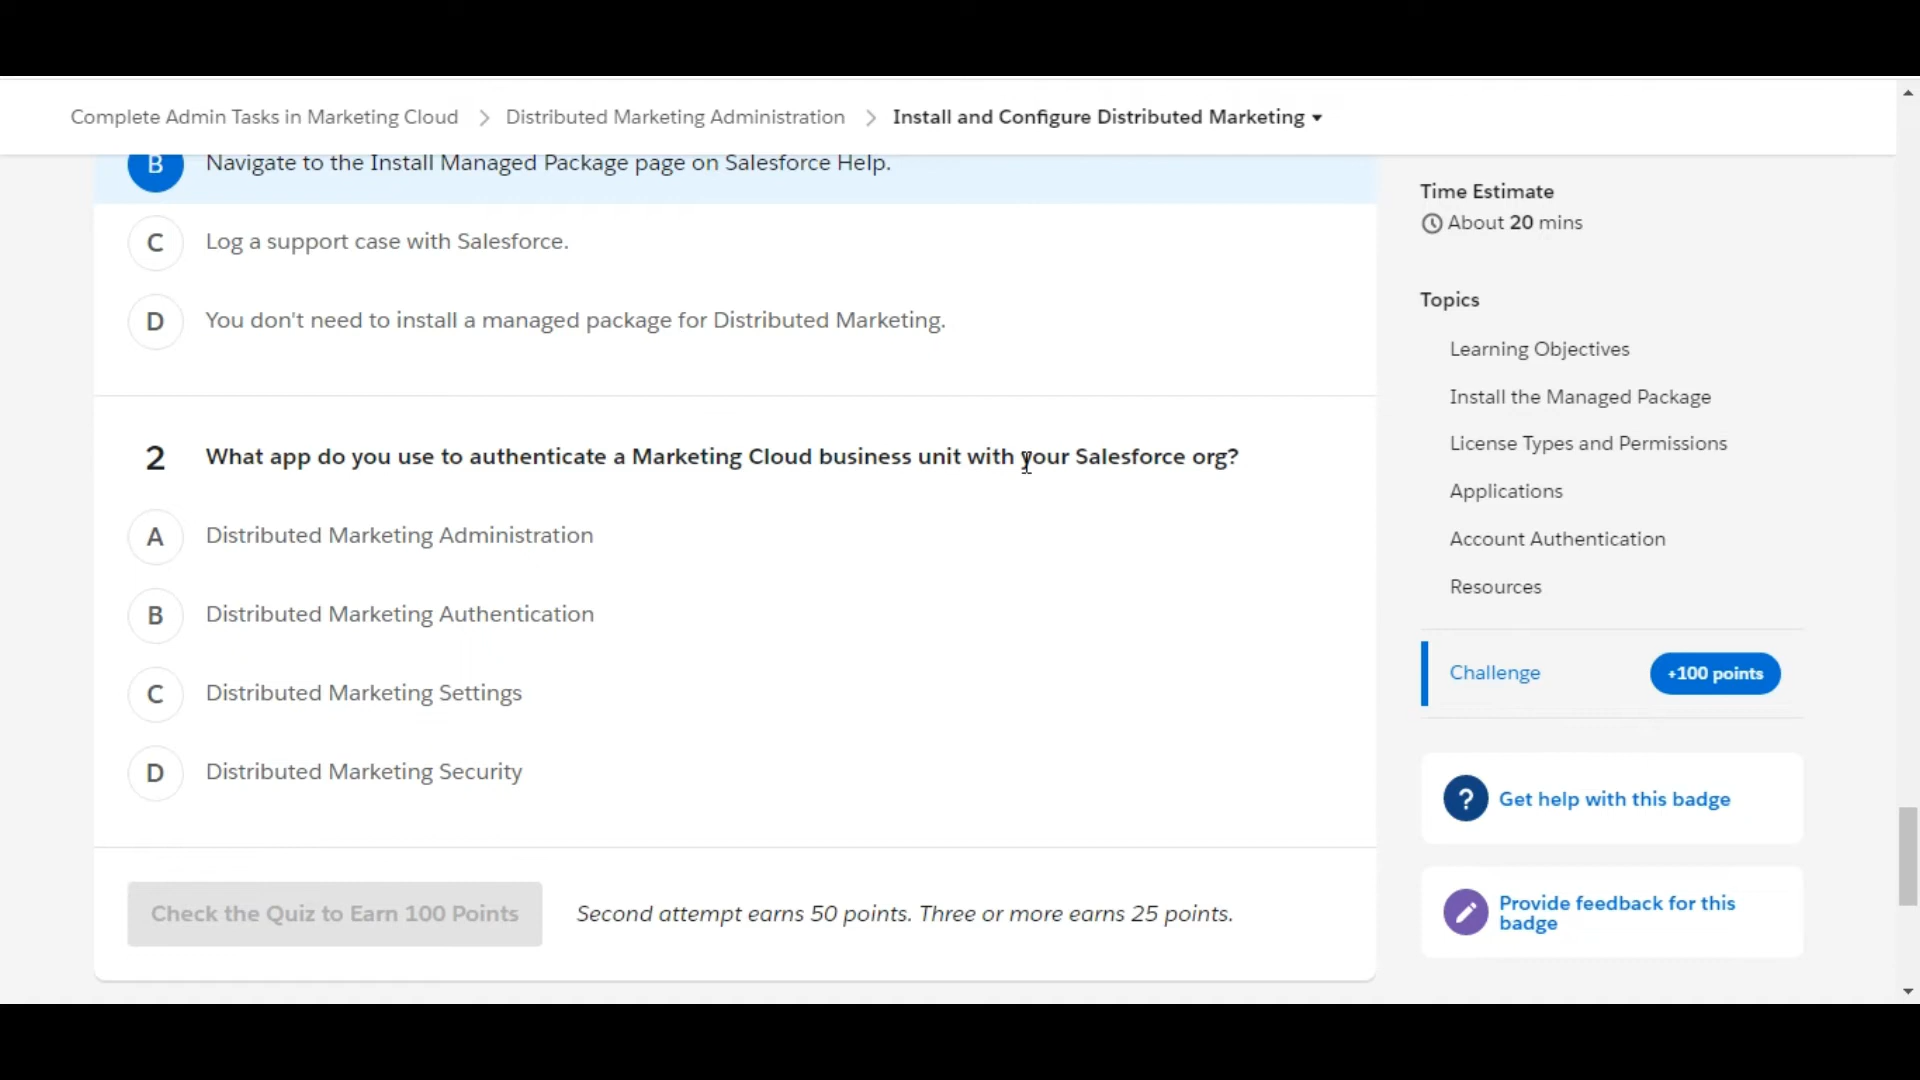 Complete Admin Tasks in Marketing Cloud > Distributed Marketing Administration > Install and Configure Distributed Marketing
B Navigate to the Install Managed Package page on Salesforce Help.
C Log a support case with Salesforce.
D You don't need to install a managed package for Distributed Marketing.
2 What app do you use to authenticate a Marketing Cloud business unit with your Salesforce org?
A Distributed Marketing Administration
B Distributed Marketing Authentication
C Distributed Marketing Settings
D Distributed Marketing Security
Check the Quiz to Earn 100 Points
Second attempt earns 50 points. Three or more earns 25 points.
Time Estimate
About 20 mins
Topics
Learning Objectives
Install the Managed Package
License Types and Permissions
Applications
Account Authentication
Resources
Challenge +100 points
? Get help with this badge
Provide feedback for this
badge